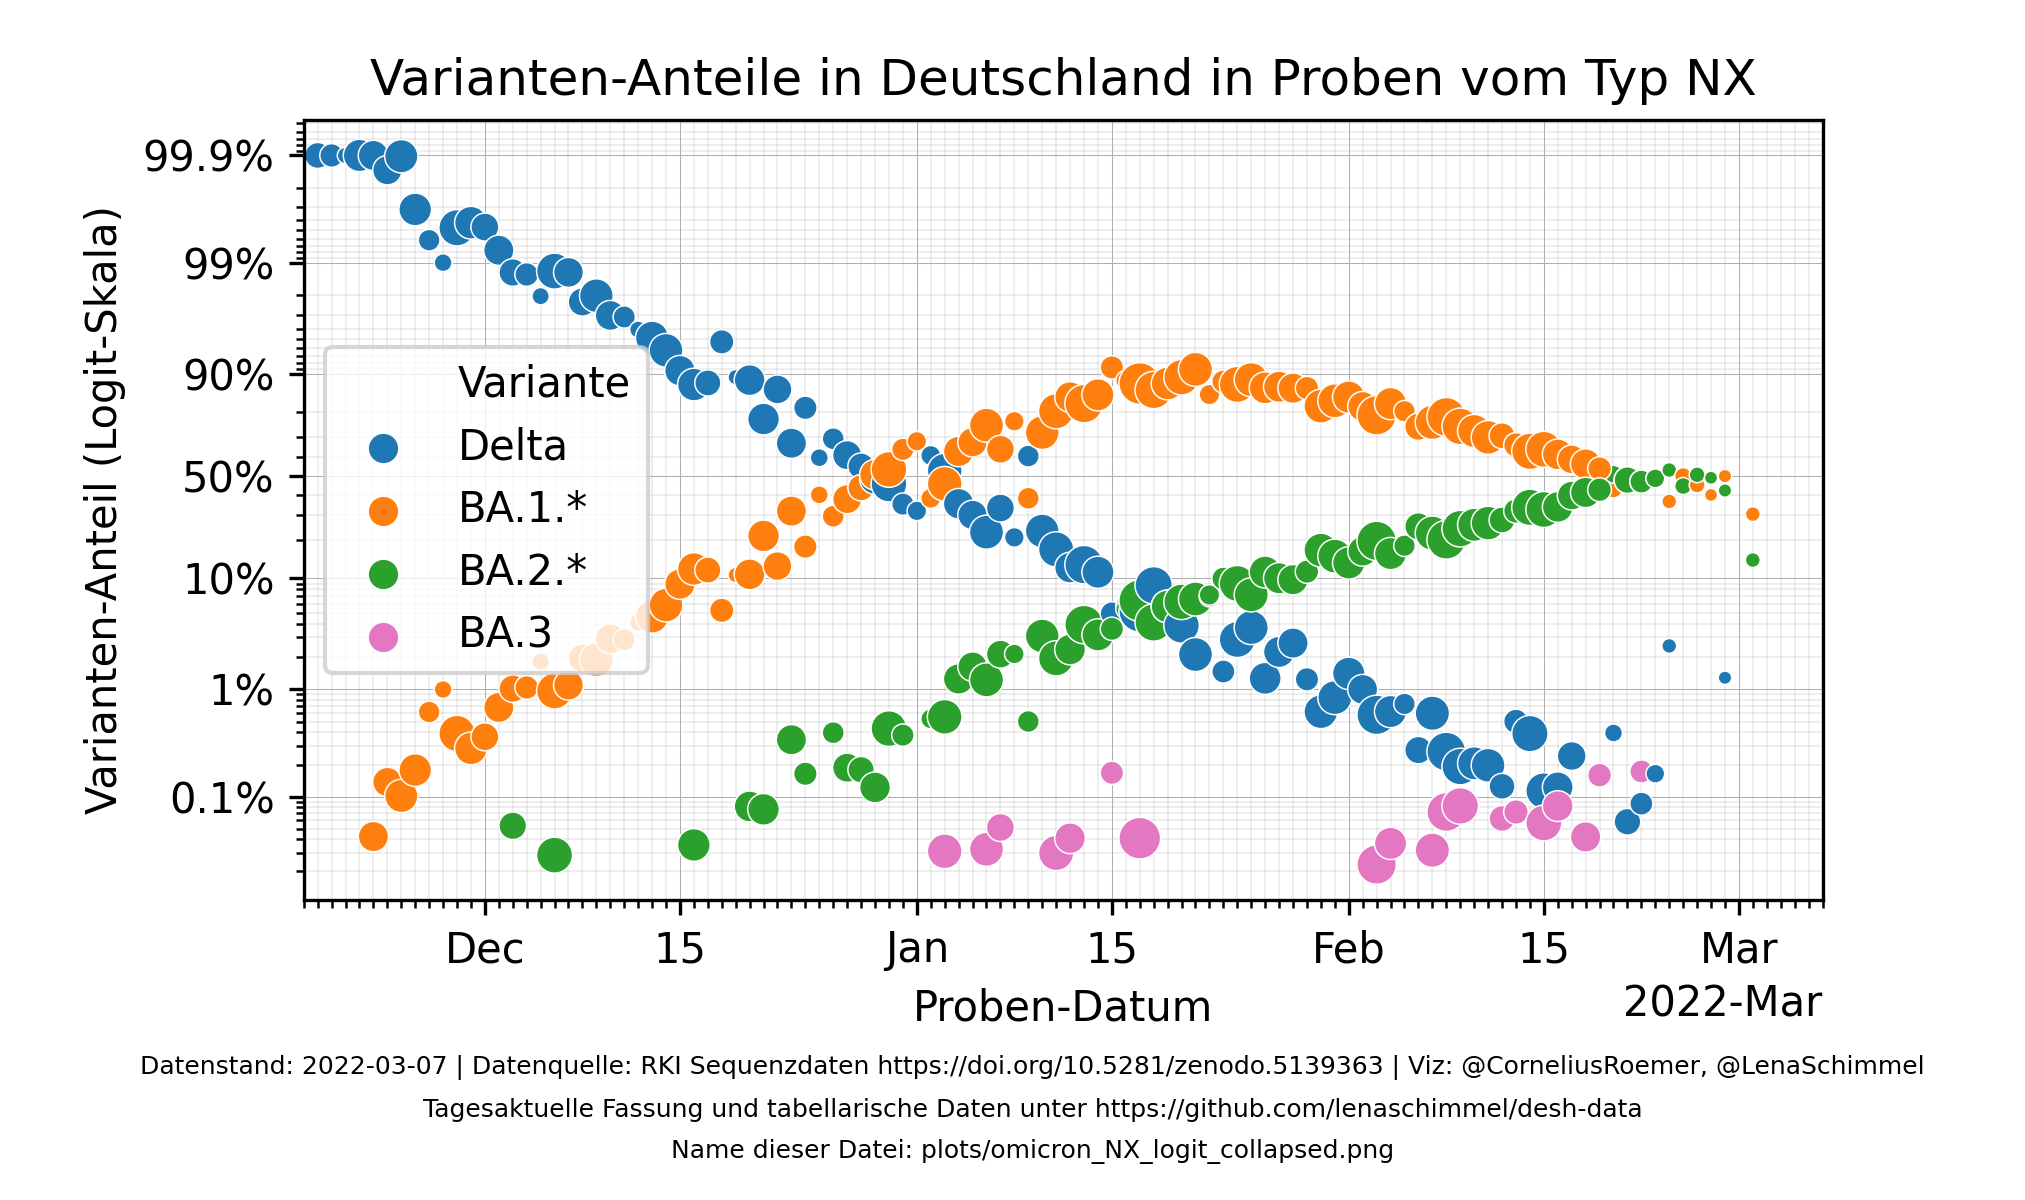 Varianten-Anteile in Deutschland in Proben vom Typ NX
Varianten-Anteil (Logit-Skala)
99.9%
99%
90%
50%
10%
1%
0.1%
Variante
Delta
BA.1.*
BA.2.*
BA.3
Dec
15
Jan
15
Feb
15
Mar
Proben-Datum
2022-Mar
Datenstand: 2022-03-07 | Datenquelle: RKI Sequenzdaten https://doi.org/10.5281/zenodo.5139363 | Viz: @CorneliusRoemer, @LenaSchimmel
Tagesaktuelle Fassung und tabellarische Daten unter https://github.com/lenaschimmel/desh-data
Name dieser Datei: plots/omicron_NX_logit_collapsed.png